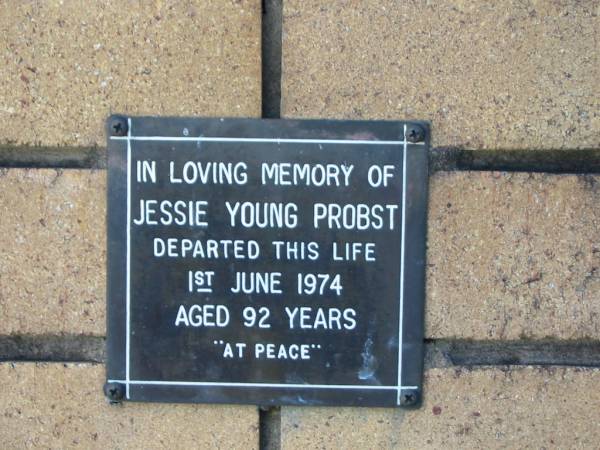 IN LOVING MEMORY OF
JESSIE YOUNG PROBST
DEPARTED THIS LIFE
1ST JUNE 1974
AGED 92 YEARS
"AT PEACE"